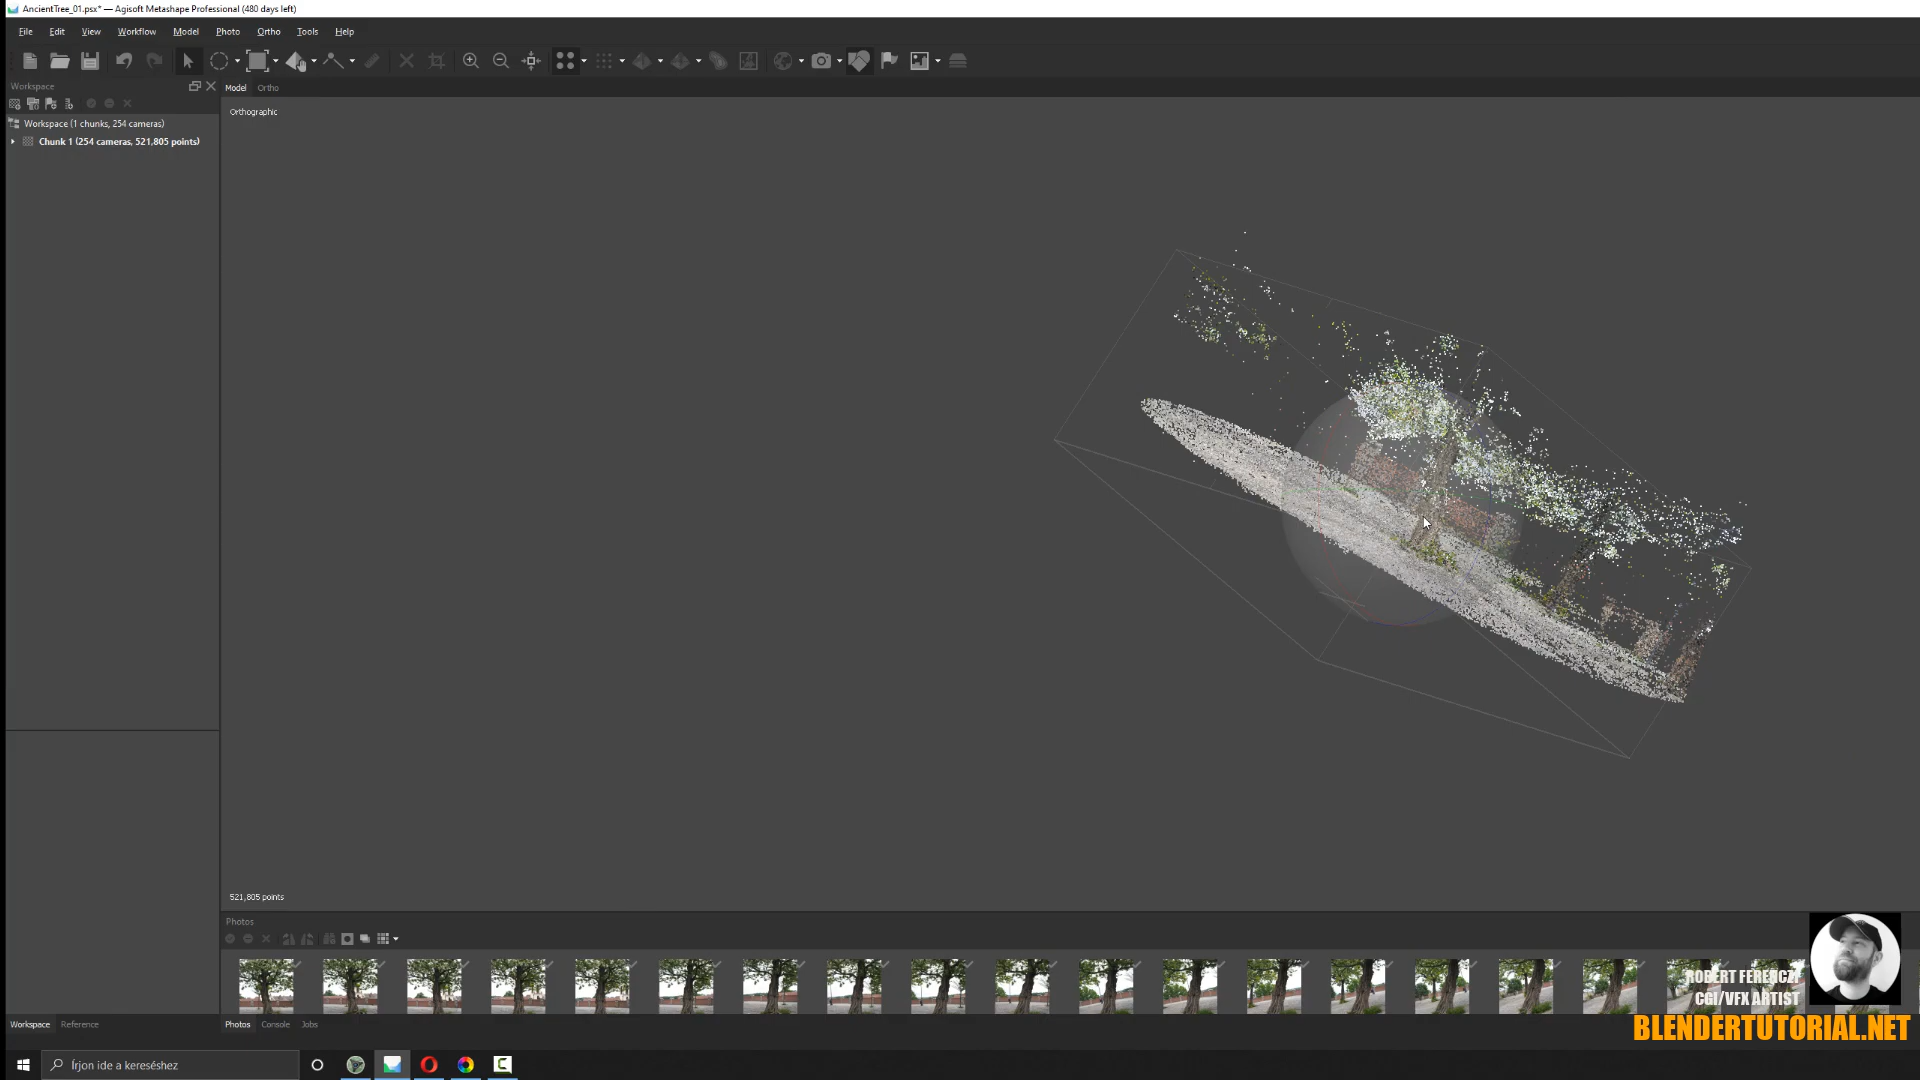 AncientTree_01.psx* — Agisoft Metashape Professional (480 days left)
File Edit View Workflow Model Photo Ortho Tools Help
Workspace
Model Ortho
Orthographic
Workspace (1 chunks, 254 cameras)
Chunk 1 (254 cameras, 521,805 points)
521,805 points
Photos
ROBERT FERENCZI
CGI/VFX ARTIST
BLENDERTUTORIAL.NET
Workspace Reference
Photos Console Jobs
Írjon ide a kereséshez